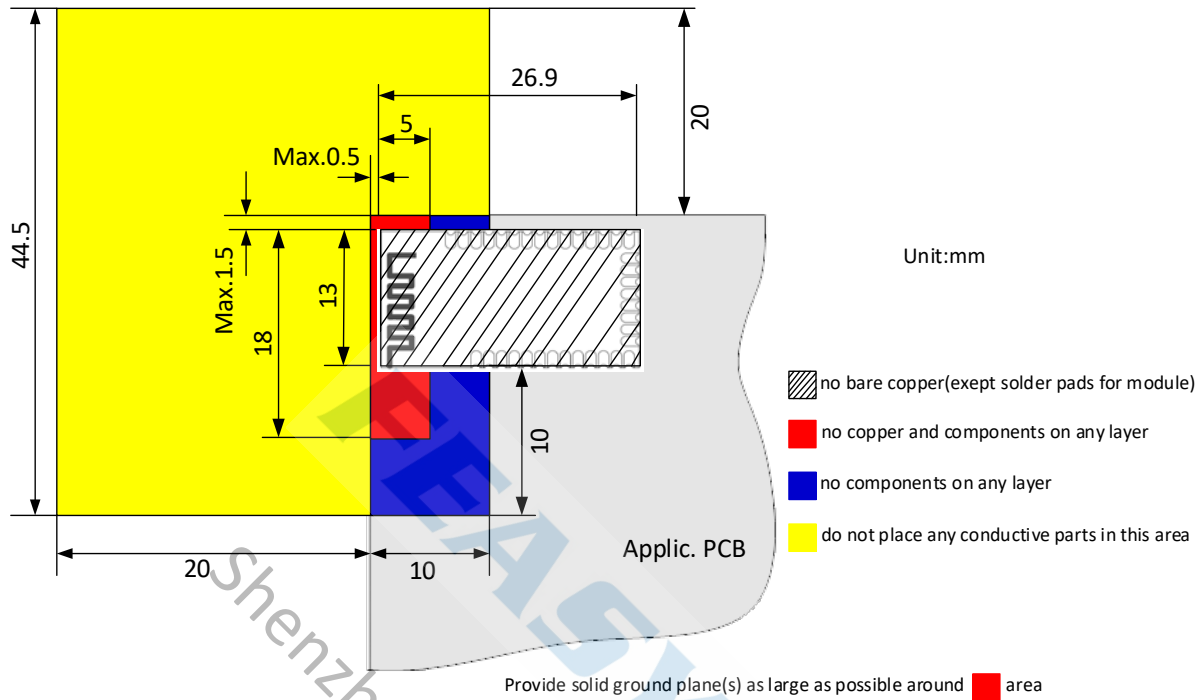 26.9
5
20
Max.0.5
44.5
Max.1.5
13
18
Unit:mm
no bare copper(exept solder pads for module)
no copper and components on any layer
10
no components on any layer
do not place any conductive parts in this area
Applic. PCB
20
10
FEASY
Shenzh
Provide solid ground plane(s) as large as possible around area